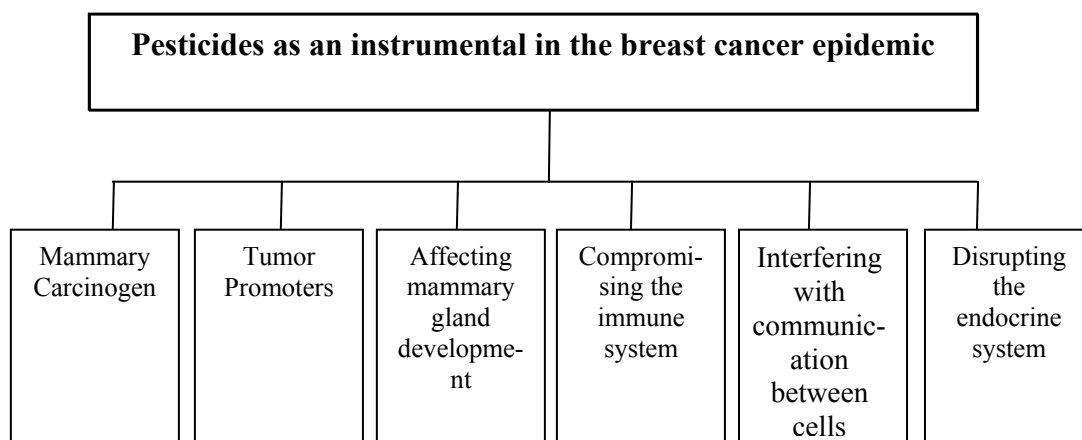 Pesticides as an instrumental in the breast cancer epidemic
Mammary
Carcinogen
Tumor
Promoters
Affecting
mammary
gland
developme-
nt
Compromi-
sing the
immune
system
Interfering
with
communic-
ation
between
cells
Disrupting
the
endocrine
system